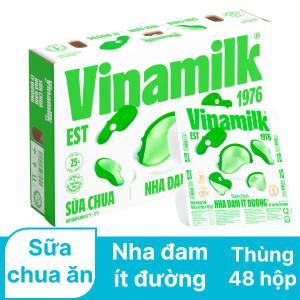 Vinamilk
EST
1976
SỮA CHUA
NHA ĐAM
Vinamilk
EST
1976
NHA ĐAM ÍT ĐƯỜNG
Sữa
chua ăn
Nha đam
ít đường
Thùng
48 hộp